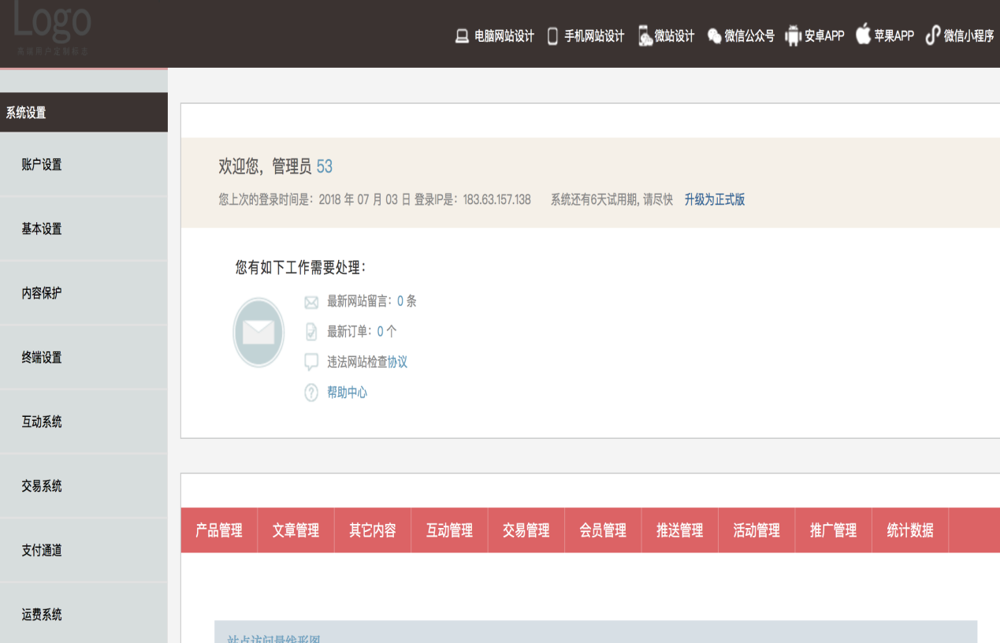 Logo
高端用户定制标志
电脑网站设计 手机网站设计 微站设计 微信公众号 安卓APP 苹果APP 微信小程序
系统设置
账户设置
基本设置
内容保护
终端设置
互动系统
交易系统
支付通道
运费系统
欢迎您，管理员 53
您上次的登录时间是：2018 年 07 月 03 日 登录IP是：183.63.157.138 系统还有6天试用期, 请尽快 升级为正式版
您有如下工作需要处理：
最新网站留言：0 条
最新订单：0 个
违法网站检查协议
帮助中心
产品管理 文章管理 其它内容 互动管理 交易管理 会员管理 推送管理 活动管理 推广管理 统计数据
站点访问量线形图